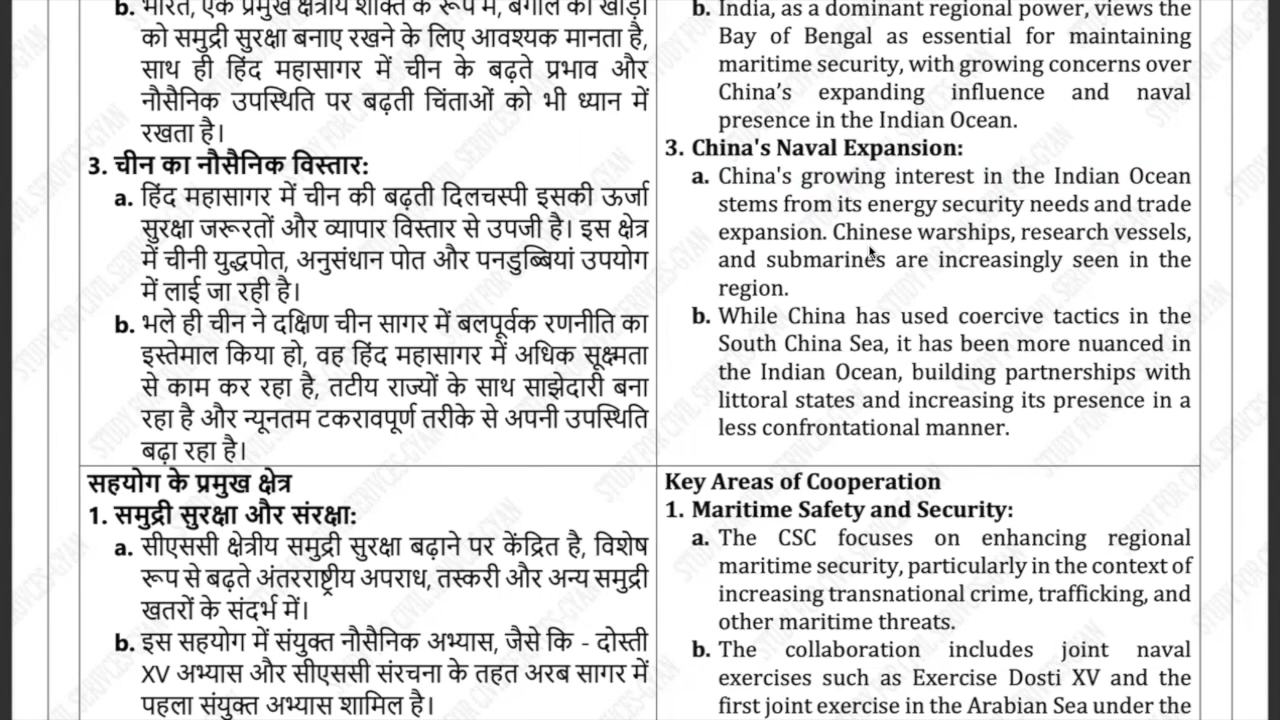 b. भारत, एक प्रमुख क्षेत्रीय शक्ति के रूप में, बंगाल की खाड़ी
को समुद्री सुरक्षा बनाए रखने के लिए आवश्यक मानता है,
साथ ही हिंद महासागर में चीन के बढ़ते प्रभाव और
नौसैनिक उपस्थिति पर बढ़ती चिंताओं को भी ध्यान में
रखता है।
3. चीन का नौसैनिक विस्तार:
a. हिंद महासागर में चीन की बढ़ती दिलचस्पी इसकी ऊर्जा
सुरक्षा जरूरतों और व्यापार विस्तार से उपजी है। इस क्षेत्र
में चीनी युद्धपोत, अनुसंधान पोत और पनडुब्बियां उपयोग
में लाई जा रही है।
b. भले ही चीन ने दक्षिण चीन सागर में बलपूर्वक रणनीति का
इस्तेमाल किया हो, वह हिंद महासागर में अधिक सूक्ष्मता
से काम कर रहा है, तटीय राज्यों के साथ साझेदारी बना
रहा है और न्यूनतम टकरावपूर्ण तरीके से अपनी उपस्थिति
बढ़ा रहा है।
सहयोग के प्रमुख क्षेत्र
1. समुद्री सुरक्षा और संरक्षा:
a. सीएससी क्षेत्रीय समुद्री सुरक्षा बढ़ाने पर केंद्रित है, विशेष
रूप से बढ़ते अंतरराष्ट्रीय अपराध, तस्करी और अन्य समुद्री
खतरों के संदर्भ में।
b. इस सहयोग में संयुक्त नौसैनिक अभ्यास, जैसे कि - दोस्ती
XV अभ्यास और सीएससी संरचना के तहत अरब सागर में
पहला संयुक्त अभ्यास शामिल है।
b. India, as a dominant regional power, views the
Bay of Bengal as essential for maintaining
maritime security, with growing concerns over
China’s expanding influence and naval
presence in the Indian Ocean.
3. China's Naval Expansion:
a. China's growing interest in the Indian Ocean
stems from its energy security needs and trade
expansion. Chinese warships, research vessels,
and submarines are increasingly seen in the
region.
b. While China has used coercive tactics in the
South China Sea, it has been more nuanced in
the Indian Ocean, building partnerships with
littoral states and increasing its presence in a
less confrontational manner.
Key Areas of Cooperation
1. Maritime Safety and Security:
a. The CSC focuses on enhancing regional
maritime security, particularly in the context of
increasing transnational crime, trafficking, and
other maritime threats.
b. The collaboration includes joint naval
exercises such as Exercise Dosti XV and the
first joint exercise in the Arabian Sea under the